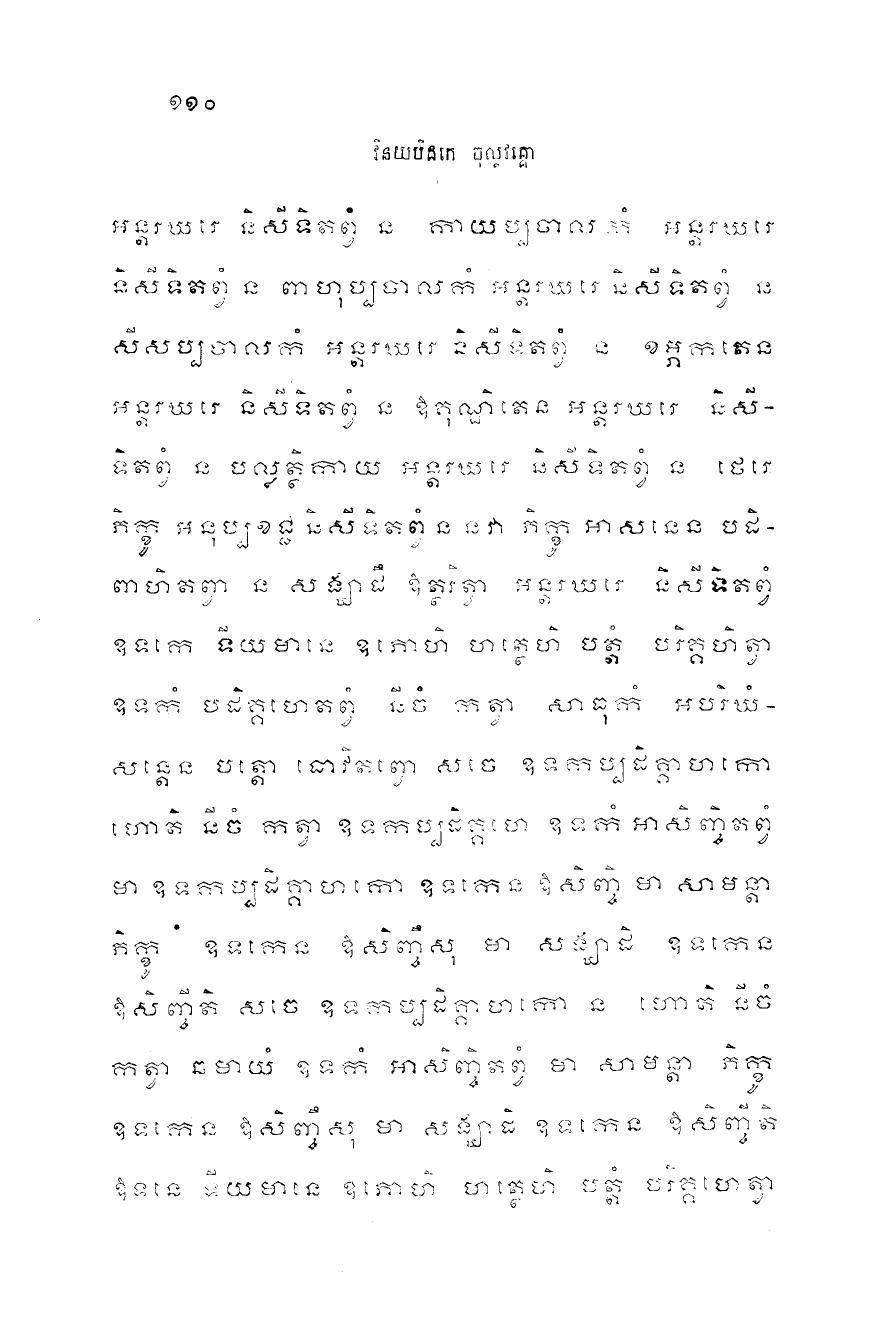 ១១០
វិនយបិដកេ ចុល្លវគ្គោ
អន្តរឃរេ និសីទិតព្វំ ន កាយប្បចាលកំ អន្តរឃរេ
និសីទិតព្វំ ន ពាហុប្បចាលកំ អន្តរឃរេ និសីទិតព្វំ ន
សីសប្បចាលកំ អន្តរឃរេ និសីទិតព្វំ ន ខម្ភកតេន
អន្តរឃរេ និសីទិតព្វំ ន ឱគុណ្ឋិតេន អន្តរឃរេ និសី-
ទិតព្វំ ន បល្លត្ថិកាយ អន្តរឃរេ និសីទិតព្វំ ន ថេរេ
ភិក្ខូ អនុប្បខជ្ជ និសីទិតព្វំ ន នវា ភិក្ខូ អាសនេន បដិ-
ពាហិតព្វា ន សង្ឃាដឹ ឱត្ថរិត្វា អន្តរឃរេ និសីទិតព្វំ
ឧទកេ ទីយមានេ ឧភោហិ ហត្ថេហិ បត្តំ បរិគ្គហិត្វា
ឧទកំ បដិគ្គហេតព្វំ នីចំ កត្វា សាធុកំ អបរិឃំ-
សន្តេន បត្តោ ធោវិតព្វោ សចេ ឧទកប្បដិគ្គាហកោ
ហោតិ នីចំ កត្វា ឧទកប្បដិគ្គហេ ឧទកំ អាសិញ្ចិតព្វំ
មា ឧទកប្បដិគ្គាហកោ ឧទកេន ឱសិញ្ចិ មា សាមន្តា
ភិក្ខូ ឧទកេន ឱសិញ្ចឹសុ មា សង្ឃាដិ ឧទកេន
ឱសិញ្ចីតិ សចេ ឧទកប្បដិគ្គាហកោ ន ហោតិ នីចំ
កត្វា ឆមាយំ ឧទកំ អាសិញ្ចិតព្វំ មា សាមន្តា ភិក្ខូ
ឧទកេន ឱសិញ្ចឹសុ មា សង្ឃាដិ ឧទកេន ឱសិញ្ចីតិ
ឱទនេ ទីយមានេ ឧភោហិ ហត្ថេហិ បត្តំ បរិគ្គហេត្វា